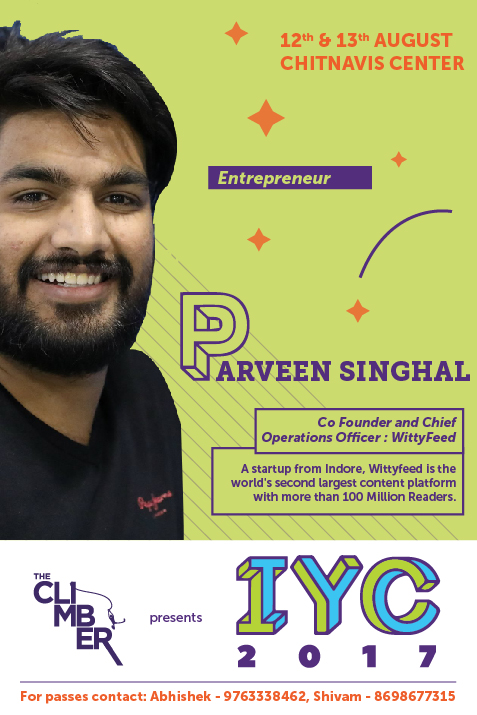 12th & 13th AUGUST
CHITNAVIS CENTER
Entrepreneur
PARVEEN SINGHAL
Co Founder and Chief
Operations Officer : WittyFeed
A startup from Indore, Wittyfeed is the
world's second largest content platform
with more than 100 Million Readers.
THE
CLIMBER
presents
IYC
2017
For passes contact: Abhishek - 9763338462, Shivam - 8698677315